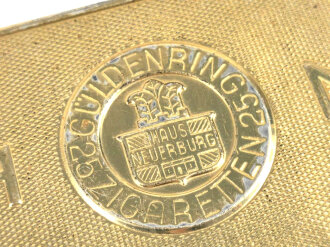 GÜLDENRING
25 ZIGARETTEN 25
HAUS
NEUERBURG